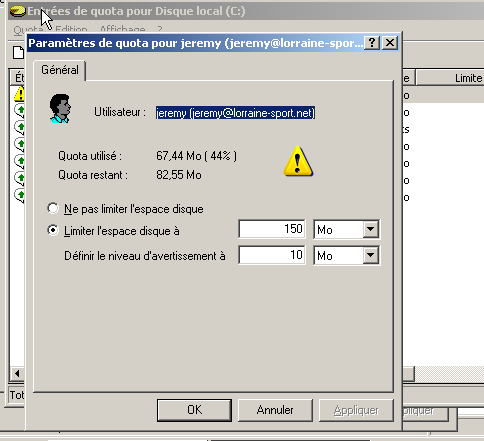 Entrées de quota pour Disque local (C:)
Quota Edition Affichage ?
Paramètres de quota pour jeremy (jeremy@lorraine-spor...
Général
Ét
e
Limite
Utilisateur :
jeremy (jeremy@lorraine-sport.net)
o
o
s
o
o
o
o
Quota utilisé :
67,44 Mo ( 44% )
Quota restant :
82,55 Mo
Ne pas limiter l'espace disque
Limiter l'espace disque à
150
Mo
Définir le niveau d'avertissement à
10
Mo
Tot
OK
Annuler
Appliquer
pliquer